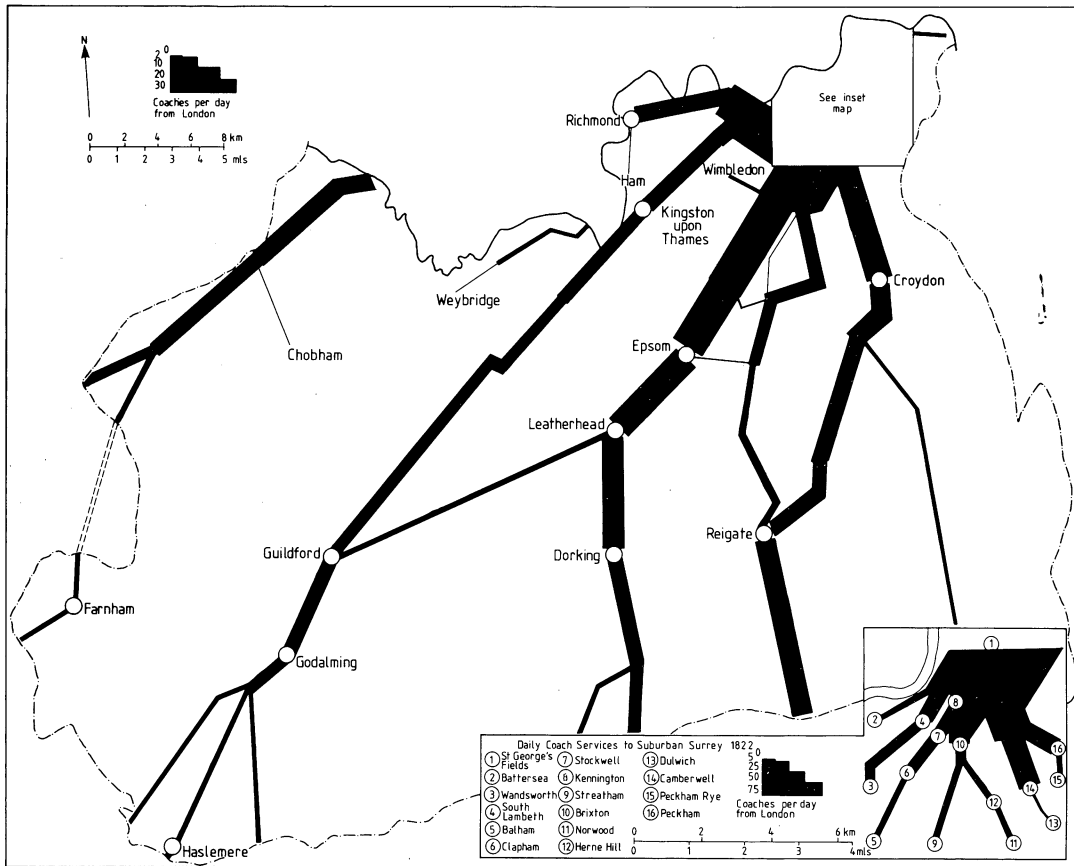 N
0
2
10
20
30
Coaches per day
from London
0 2 4 6 8 km
0 1 2 3 4 5 mls
See inset
map
Richmond
Wimbledon
Ham
Kingston
upon
Thames
Weybridge
Croydon
Chobham
Epsom
Leatherhead
Guildford
Dorking
Reigate
Farnham
Godalming
Haslemere
1
8
2
4
7
10
16
3
6
15
14
12
13
5
9
11
Daily Coach Services to Suburban Surrey 1822
1 St George's
Fields
2 Battersea
3 Wandsworth
4 South
Lambeth
5 Balham
6 Clapham
7 Stockwell
8 Kennington
9 Streatham
10 Brixton
11 Norwood
12 Herne Hill
13 Dulwich
14 Camberwell
15 Peckham Rye
16 Peckham
0
5
25
50
75
Coaches per day
from London
0 2 4 6 km
0 1 2 3 4 mls